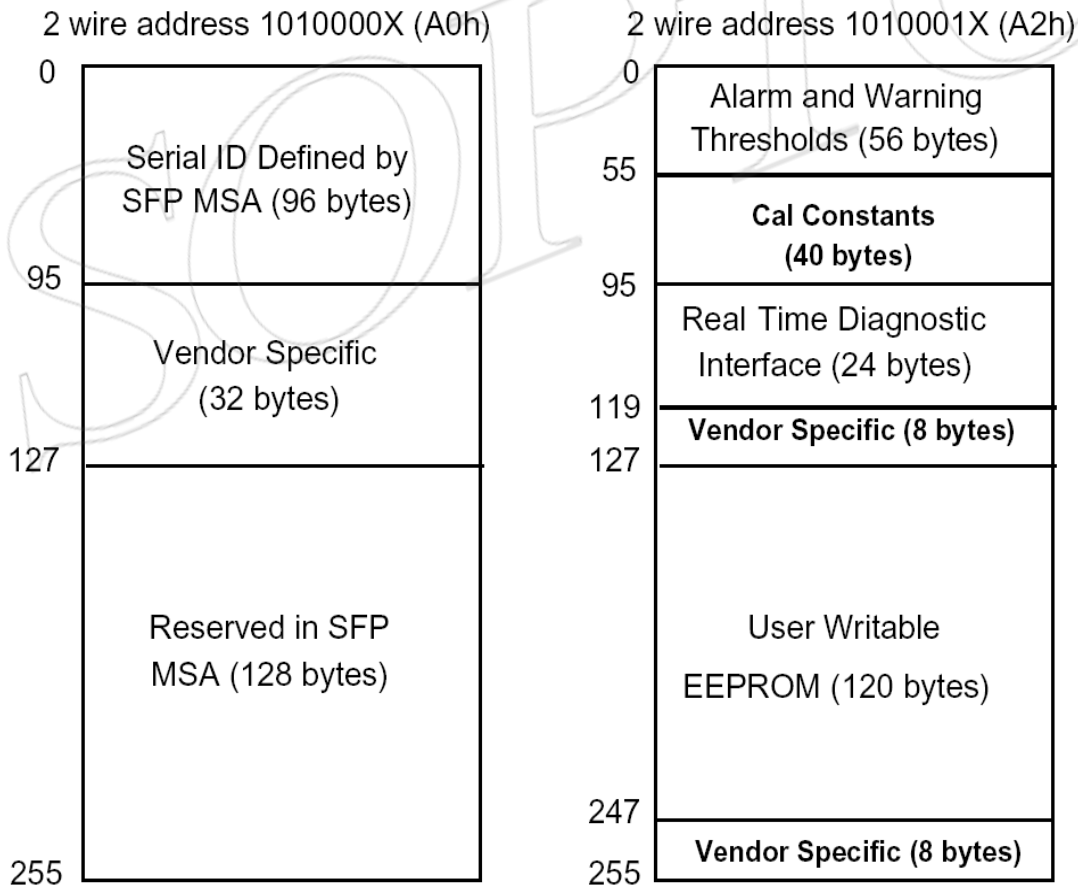 2 wire address 1010000X (A0h)
0
Serial ID Defined by
SFP MSA (96 bytes)
95
Vendor Specific
(32 bytes)
127
Reserved in SFP
MSA (128 bytes)
255
2 wire address 1010001X (A2h)
0
Alarm and Warning
Thresholds (56 bytes)
55
Cal Constants
(40 bytes)
95
Real Time Diagnostic
Interface (24 bytes)
119
Vendor Specific (8 bytes)
127
User Writable
EEPROM (120 bytes)
247
Vendor Specific (8 bytes)
255